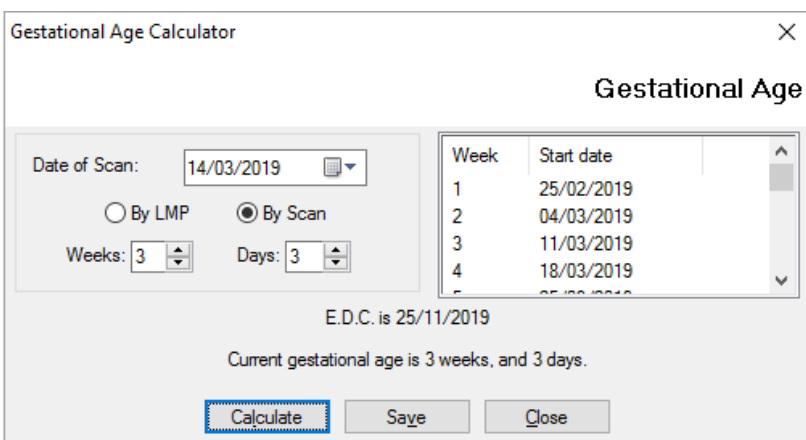 Gestational Age Calculator
Gestational Age
Date of Scan: 14/03/2019
By LMP By Scan
Weeks: 3 Days: 3
Week Start date
1 25/02/2019
2 04/03/2019
3 11/03/2019
4 18/03/2019
E.D.C. is 25/11/2019
Current gestational age is 3 weeks, and 3 days.
Calculate Save Close